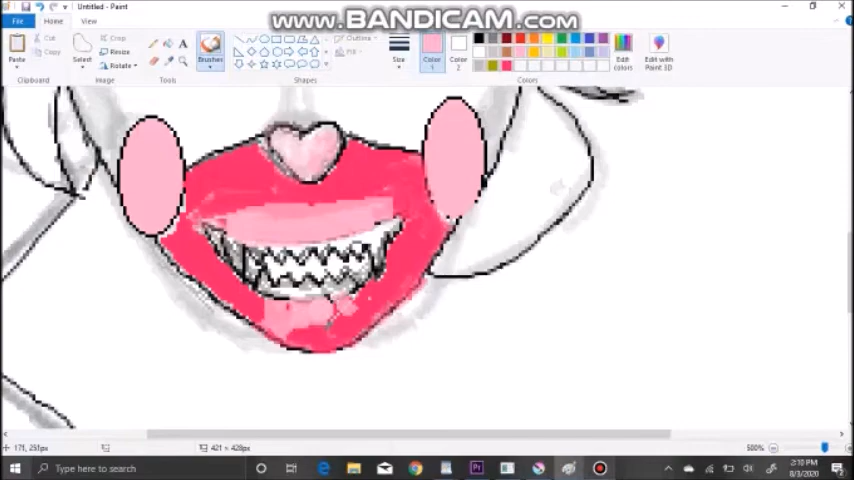 www.BANDICAM.com
Untitled - Paint
File Home View
Paste
Cut
Copy
Clipboard
Select
Crop
Resize
Rotate
Image
A
Tools
Brushes
Outline
Fill
Shapes
Size
Color 1
Color 2
Edit colors
Colors
Edit with Paint 3D
171, 251px
421 × 428px
500%
Type here to search
2:10 PM
8/3/2020